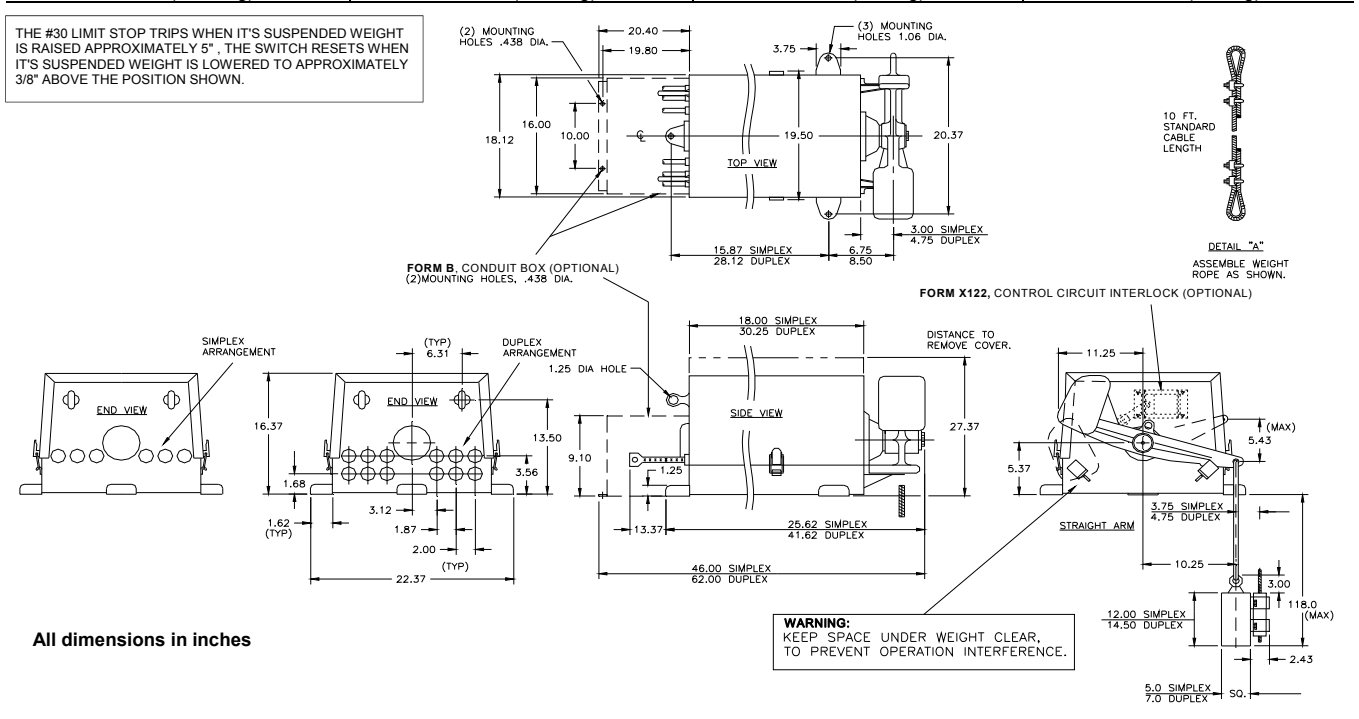 THE #30 LIMIT STOP TRIPS WHEN IT'S SUSPENDED WEIGHT
IS RAISED APPROXIMATELY 5" , THE SWITCH RESETS WHEN
IT'S SUSPENDED WEIGHT IS LOWERED TO APPROXIMATELY
3/8" ABOVE THE POSITION SHOWN.
(2) MOUNTING
HOLES .438 DIA.
20.40
19.80
3.75
(3) MOUNTING
HOLES 1.06 DIA.
18.12
16.00
10.00
℄
19.50
TOP VIEW
20.37
3.00 SIMPLEX
4.75 DUPLEX
15.87 SIMPLEX
28.12 DUPLEX
6.75
8.50
10 FT.
STANDARD
CABLE
LENGTH
DETAIL "A"
ASSEMBLE WEIGHT
ROPE AS SHOWN.
FORM B, CONDUIT BOX (OPTIONAL)
(2)MOUNTING HOLES, .438 DIA.
FORM X122, CONTROL CIRCUIT INTERLOCK (OPTIONAL)
SIMPLEX
ARRANGEMENT
END VIEW
(TYP)
6.31
DUPLEX
ARRANGEMENT
END VIEW
16.37
13.50
3.56
1.68
1.62
(TYP)
3.12
1.87
2.00
(TYP)
22.37
1.25 DIA HOLE
18.00 SIMPLEX
30.25 DUPLEX
DISTANCE TO
REMOVE COVER.
SIDE VIEW
27.37
9.10
1.25
13.37
25.62 SIMPLEX
41.62 DUPLEX
46.00 SIMPLEX
62.00 DUPLEX
11.25
(MAX)
5.43
5.37
STRAIGHT ARM
3.75 SIMPLEX
4.75 DUPLEX
10.25
3.00
118.0
(MAX)
12.00 SIMPLEX
14.50 DUPLEX
2.43
5.0 SIMPLEX
7.0 DUPLEX
SQ.
WARNING:
KEEP SPACE UNDER WEIGHT CLEAR,
TO PREVENT OPERATION INTERFERENCE.
All dimensions in inches